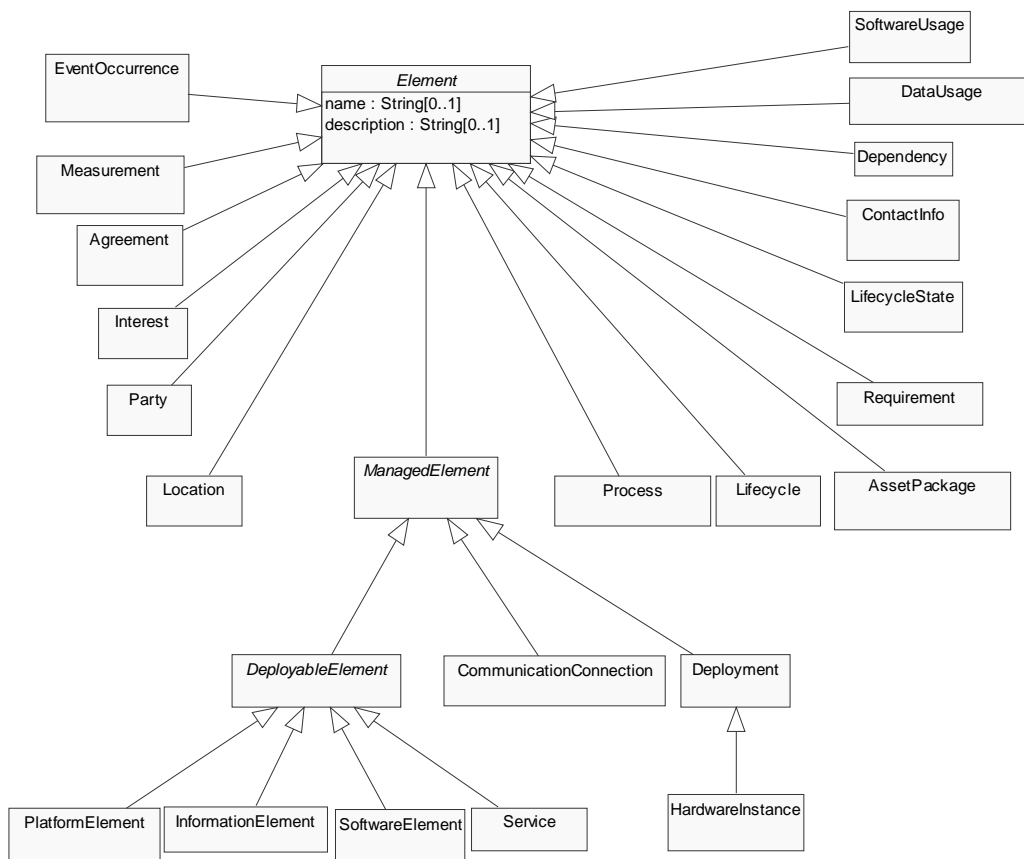 SoftwareUsage
EventOccurrence
Element
name : String[0..1]
description : String[0..1]
DataUsage
Dependency
Measurement
ContactInfo
Agreement
LifecycleState
Interest
Party
Requirement
ManagedElement
Location
Process
Lifecycle
AssetPackage
DeployableElement
CommunicationConnection
Deployment
PlatformElement
InformationElement
SoftwareElement
Service
HardwareInstance